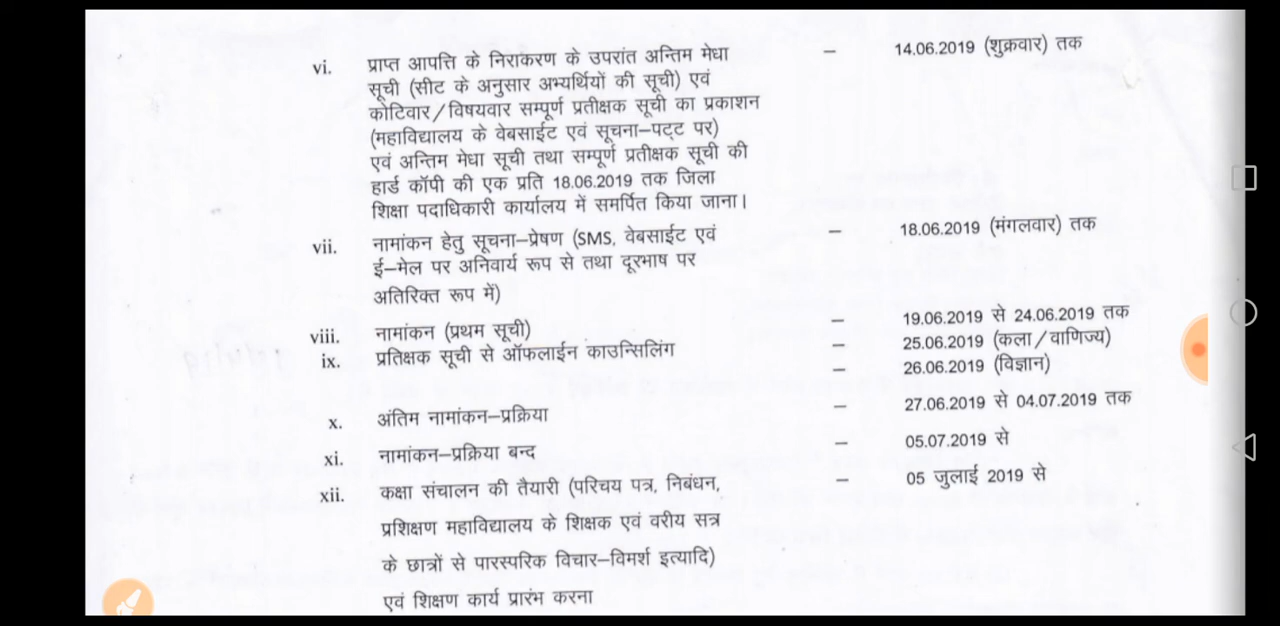 vi. प्राप्त आपत्ति के निराकरण के उपरांत अन्तिम मेधा – 14.06.2019 (शुक्रवार) तक
सूची (सीट के अनुसार अभ्यर्थियों की सूची) एवं
कोटिवार/विषयवार सम्पूर्ण प्रतीक्षक सूची का प्रकाशन
(महाविद्यालय के वेबसाईट एवं सूचना–पट्ट पर)
एवं अन्तिम मेधा सूची तथा सम्पूर्ण प्रतीक्षक सूची की
हार्ड कॉपी की एक प्रति 18.06.2019 तक जिला
शिक्षा पदाधिकारी कार्यालय में समर्पित किया जाना।
vii. नामांकन हेतु सूचना–प्रेषण (SMS, वेबसाईट एवं – 18.06.2019 (मंगलवार) तक
ई–मेल पर अनिवार्य रूप से तथा दूरभाष पर
अतिरिक्त रूप में)
viii. नामांकन (प्रथम सूची) – 19.06.2019 से 24.06.2019 तक
ix. प्रतिक्षक सूची से ऑफलाईन काउन्सिलिंग – 25.06.2019 (कला/वाणिज्य)
– 26.06.2019 (विज्ञान)
x. अंतिम नामांकन–प्रक्रिया – 27.06.2019 से 04.07.2019 तक
xi. नामांकन–प्रक्रिया बन्द – 05.07.2019 से
xii. कक्षा संचालन की तैयारी (परिचय पत्र, निबंधन, – 05 जुलाई 2019 से
प्रशिक्षण महाविद्यालय के शिक्षक एवं वरीय सत्र
के छात्रों से पारस्परिक विचार–विमर्श इत्यादि)
एवं शिक्षण कार्य प्रारंभ करना